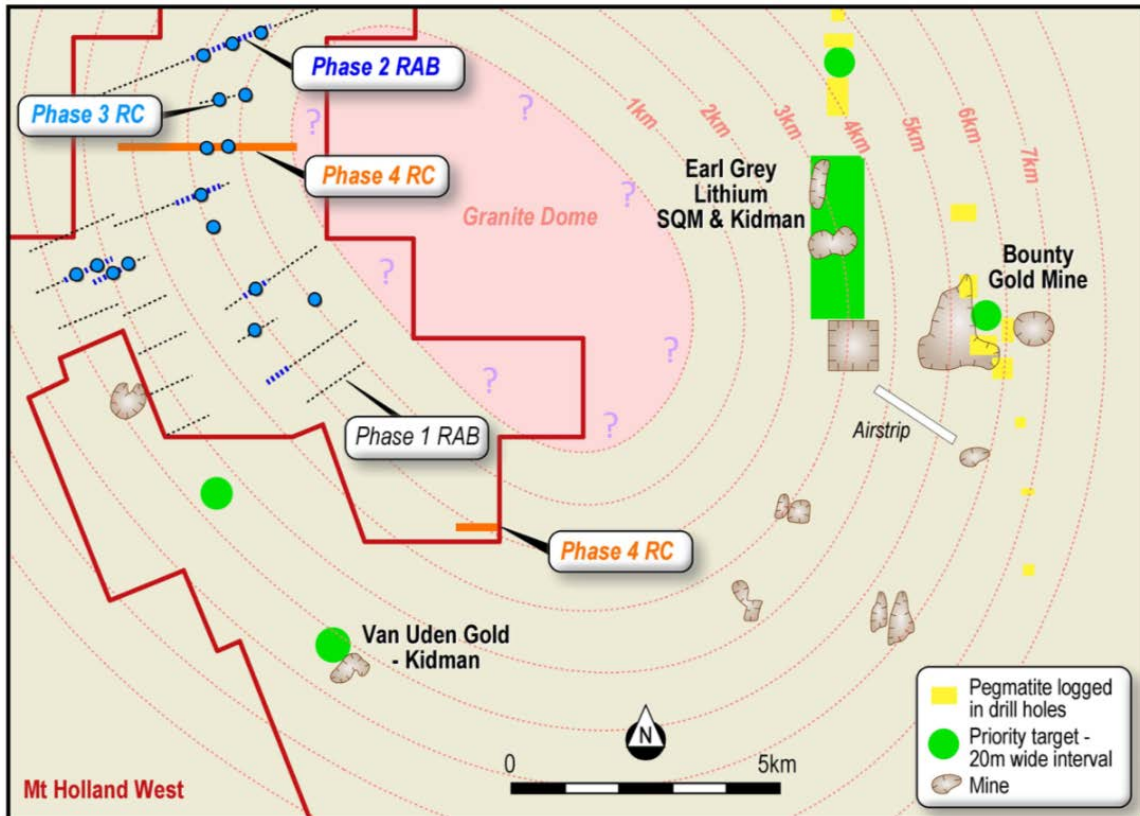 Phase 2 RAB
Phase 3 RC
Phase 4 RC
?
?
?
?
?
?
?
?
Granite Dome
1km
2km
3km
4km
5km
6km
7km
Earl Grey
Lithium
SQM & Kidman
Bounty
Gold Mine
Phase 1 RAB
Airstrip
Phase 4 RC
Van Uden Gold
- Kidman
N
0
5km
Mt Holland West
Pegmatite logged
in drill holes
Priority target -
20m wide interval
Mine